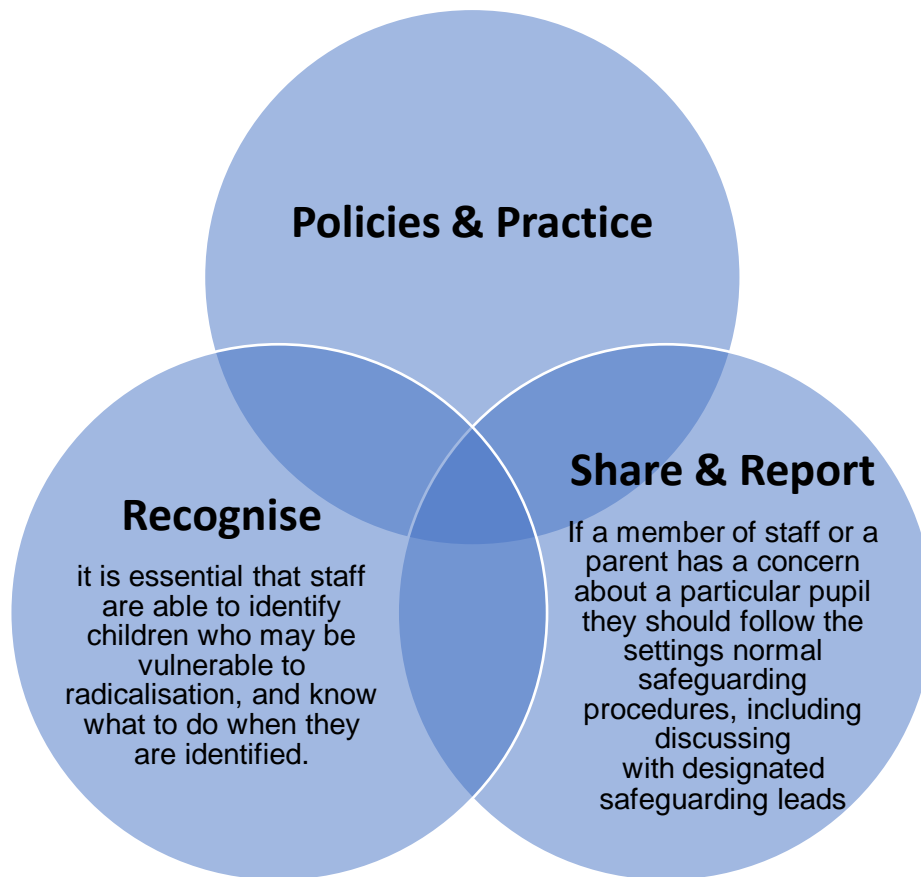 Policies & Practice
Recognise
it is essential that staff
are able to identify
children who may be
vulnerable to
radicalisation, and know
what to do when they
are identified.
Share & Report
If a member of staff or a
parent has a concern
about a particular pupil
they should follow the
settings normal
safeguarding
procedures, including
discussing
with designated
safeguarding leads